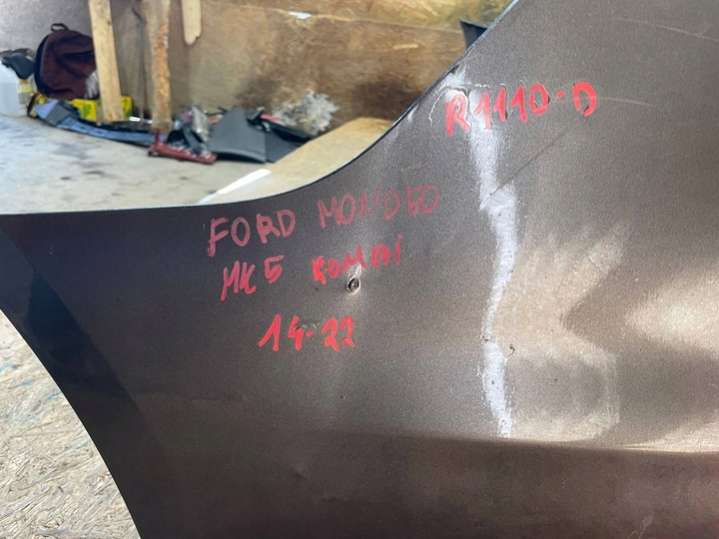 R1110-D
FORD MONDEO
MK5 KOMBI
14-22